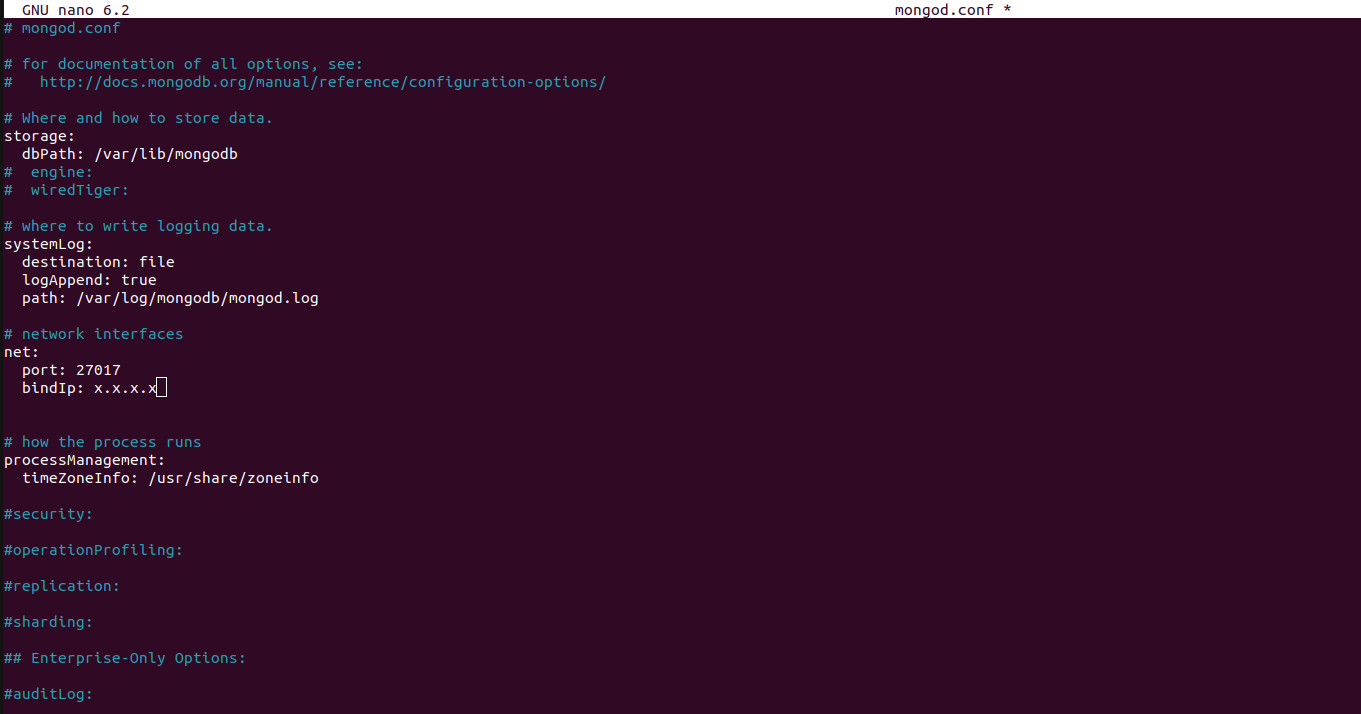 GNU nano 6.2 mongod.conf *
# mongod.conf
# for documentation of all options, see:
#   http://docs.mongodb.org/manual/reference/configuration-options/
# Where and how to store data.
storage:
  dbPath: /var/lib/mongodb
#  engine:
#  wiredTiger:
# where to write logging data.
systemLog:
  destination: file
  logAppend: true
  path: /var/log/mongodb/mongod.log
# network interfaces
net:
  port: 27017
  bindIp: x.x.x.x
# how the process runs
processManagement:
  timeZoneInfo: /usr/share/zoneinfo
#security:
#operationProfiling:
#replication:
#sharding:
## Enterprise-Only Options:
#auditLog: